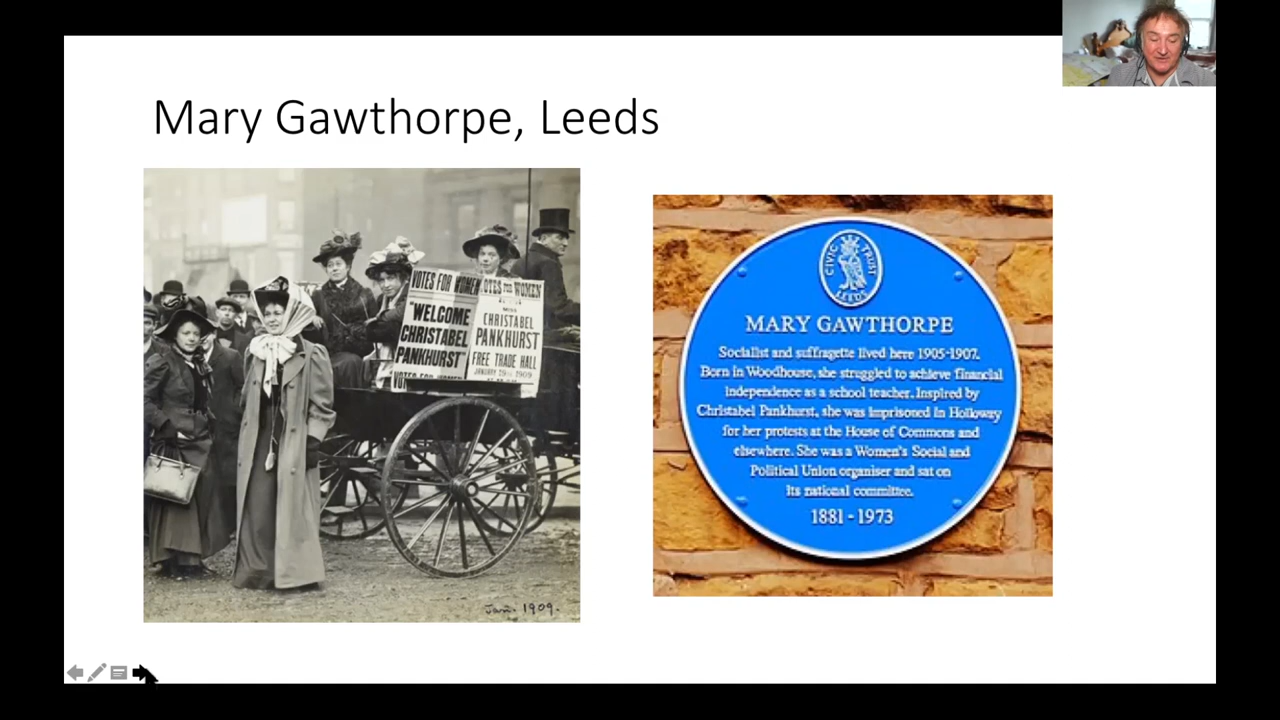 Mary Gawthorpe, Leeds
VOTES FOR WOMEN
"WELCOME
CHRISTABEL
PANKHURST"
VOTES FOR WOMEN
VOTES FOR WOMEN
MISS
CHRISTABEL
PANKHURST
FREE TRADE HALL
JANUARY 19th 1909
Jan. 1909.
CIVIC TRUST
LEEDS
MARY GAWTHORPE
Socialist and suffragette lived here 1905-1907.
Born in Woodhouse, she struggled to achieve financial
independence as a school teacher. Inspired by
Christabel Pankhurst, she was imprisoned in Holloway
for her protests at the House of Commons and
elsewhere. She was a Women's Social and
Political Union organiser and sat on
its national committee.
1881 - 1973